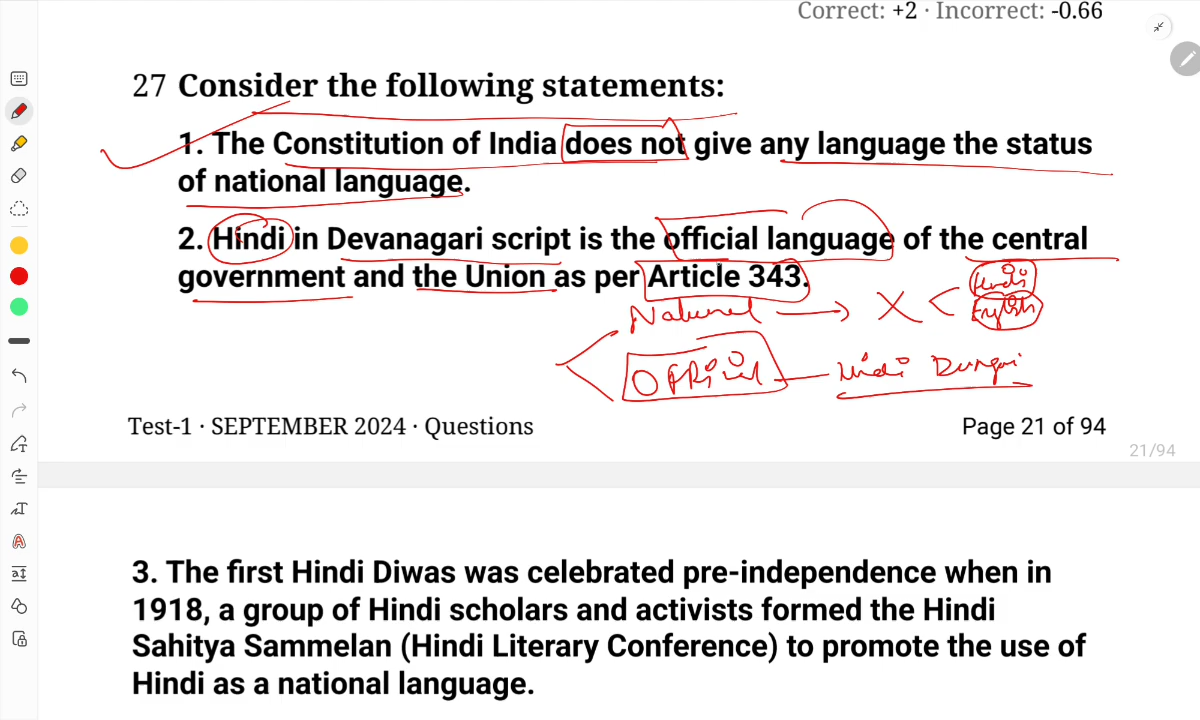 Correct: +2 · Incorrect: -0.66
27 Consider the following statements:
1. The Constitution of India does not give any language the status
of national language.
2. Hindi in Devanagari script is the official language of the central
government and the Union as per Article 343.
Hindi
English
Test-1 · SEPTEMBER 2024 · Questions
Page 21 of 94
21/94
3. The first Hindi Diwas was celebrated pre-independence when in
1918, a group of Hindi scholars and activists formed the Hindi
Sahitya Sammelan (Hindi Literary Conference) to promote the use of
Hindi as a national language.